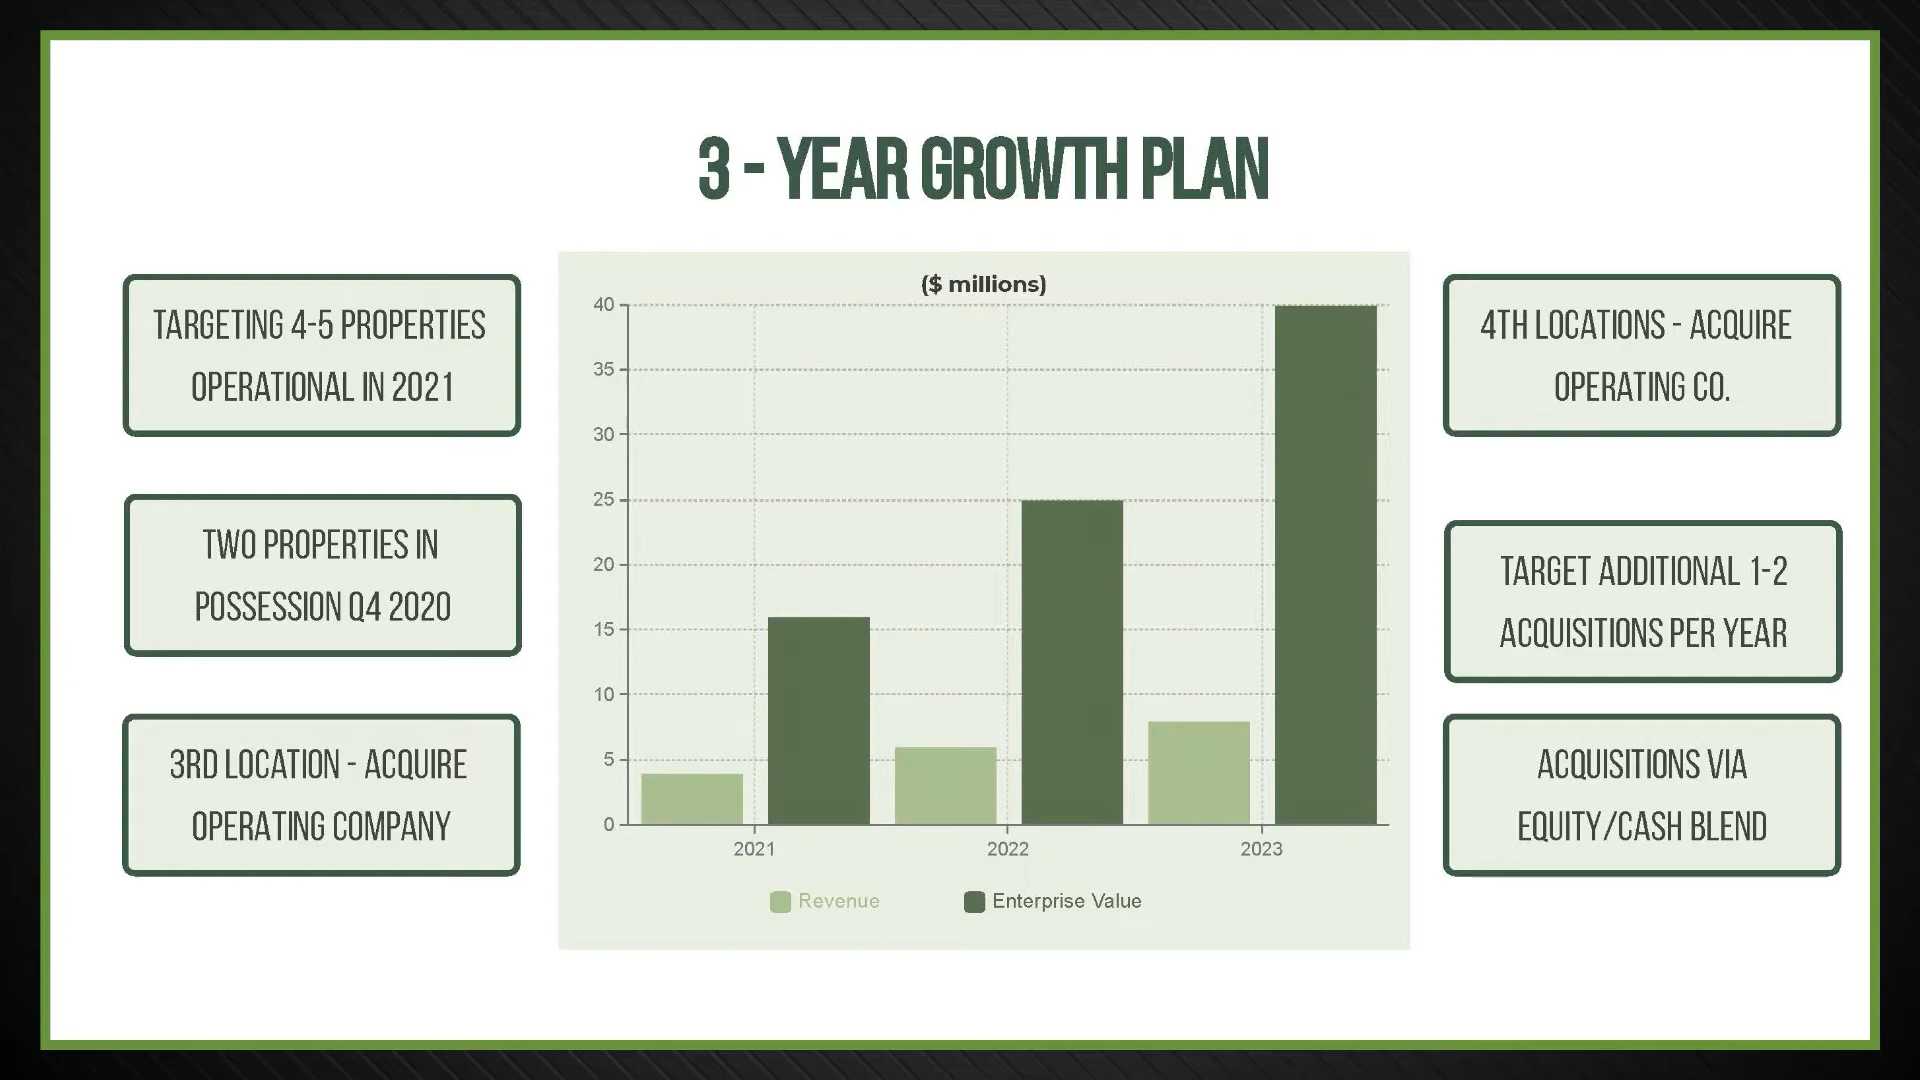 3 - YEAR GROWTH PLAN
TARGETING 4-5 PROPERTIES
OPERATIONAL IN 2021
TWO PROPERTIES IN
POSSESSION Q4 2020
3RD LOCATION - ACQUIRE
OPERATING COMPANY
($ millions)
40
35
30
25
20
15
10
5
0
2021
2022
2023
Revenue
Enterprise Value
4TH LOCATIONS - ACQUIRE
OPERATING CO.
TARGET ADDITIONAL 1-2
ACQUISITIONS PER YEAR
ACQUISITIONS VIA
EQUITY/CASH BLEND